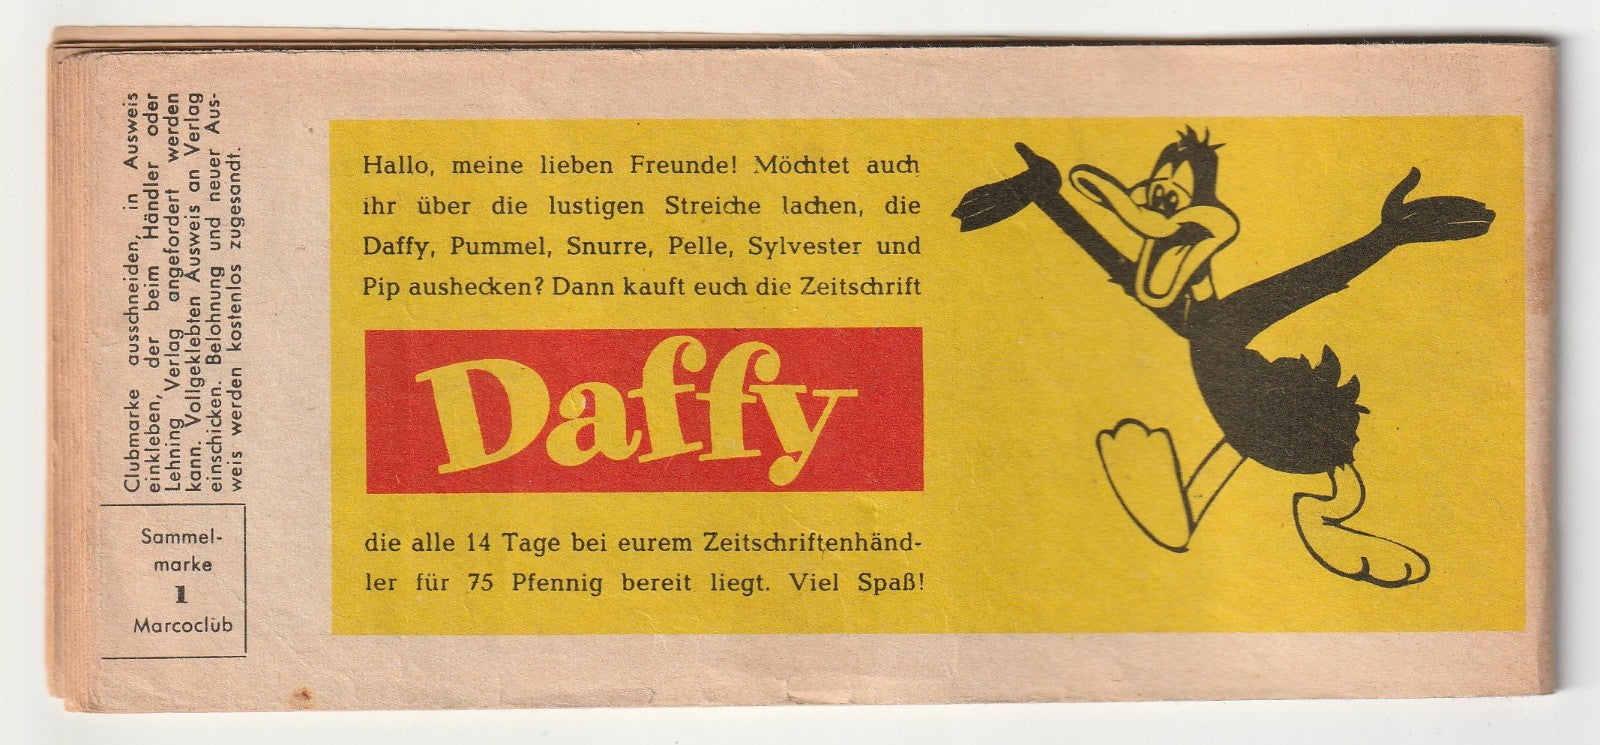 Clubmarke ausschneiden, in Ausweis
einkleben, der beim Händler oder
Lehning Verlag angefordert werden
kann. Vollgeklebten Ausweis an Verlag
einschicken. Belohnung und neuer Aus-
weis werden kostenlos zugesandt.
Sammel-
marke
1
Marcoclub
Hallo, meine lieben Freunde! Möchtet auch
ihr über die lustigen Streiche lachen, die
Daffy, Pummel, Snurre, Pelle, Sylvester und
Pip aushecken? Dann kauft euch die Zeitschrift
Daffy
die alle 14 Tage bei eurem Zeitschriftenhänd-
ler für 75 Pfennig bereit liegt. Viel Spaß!